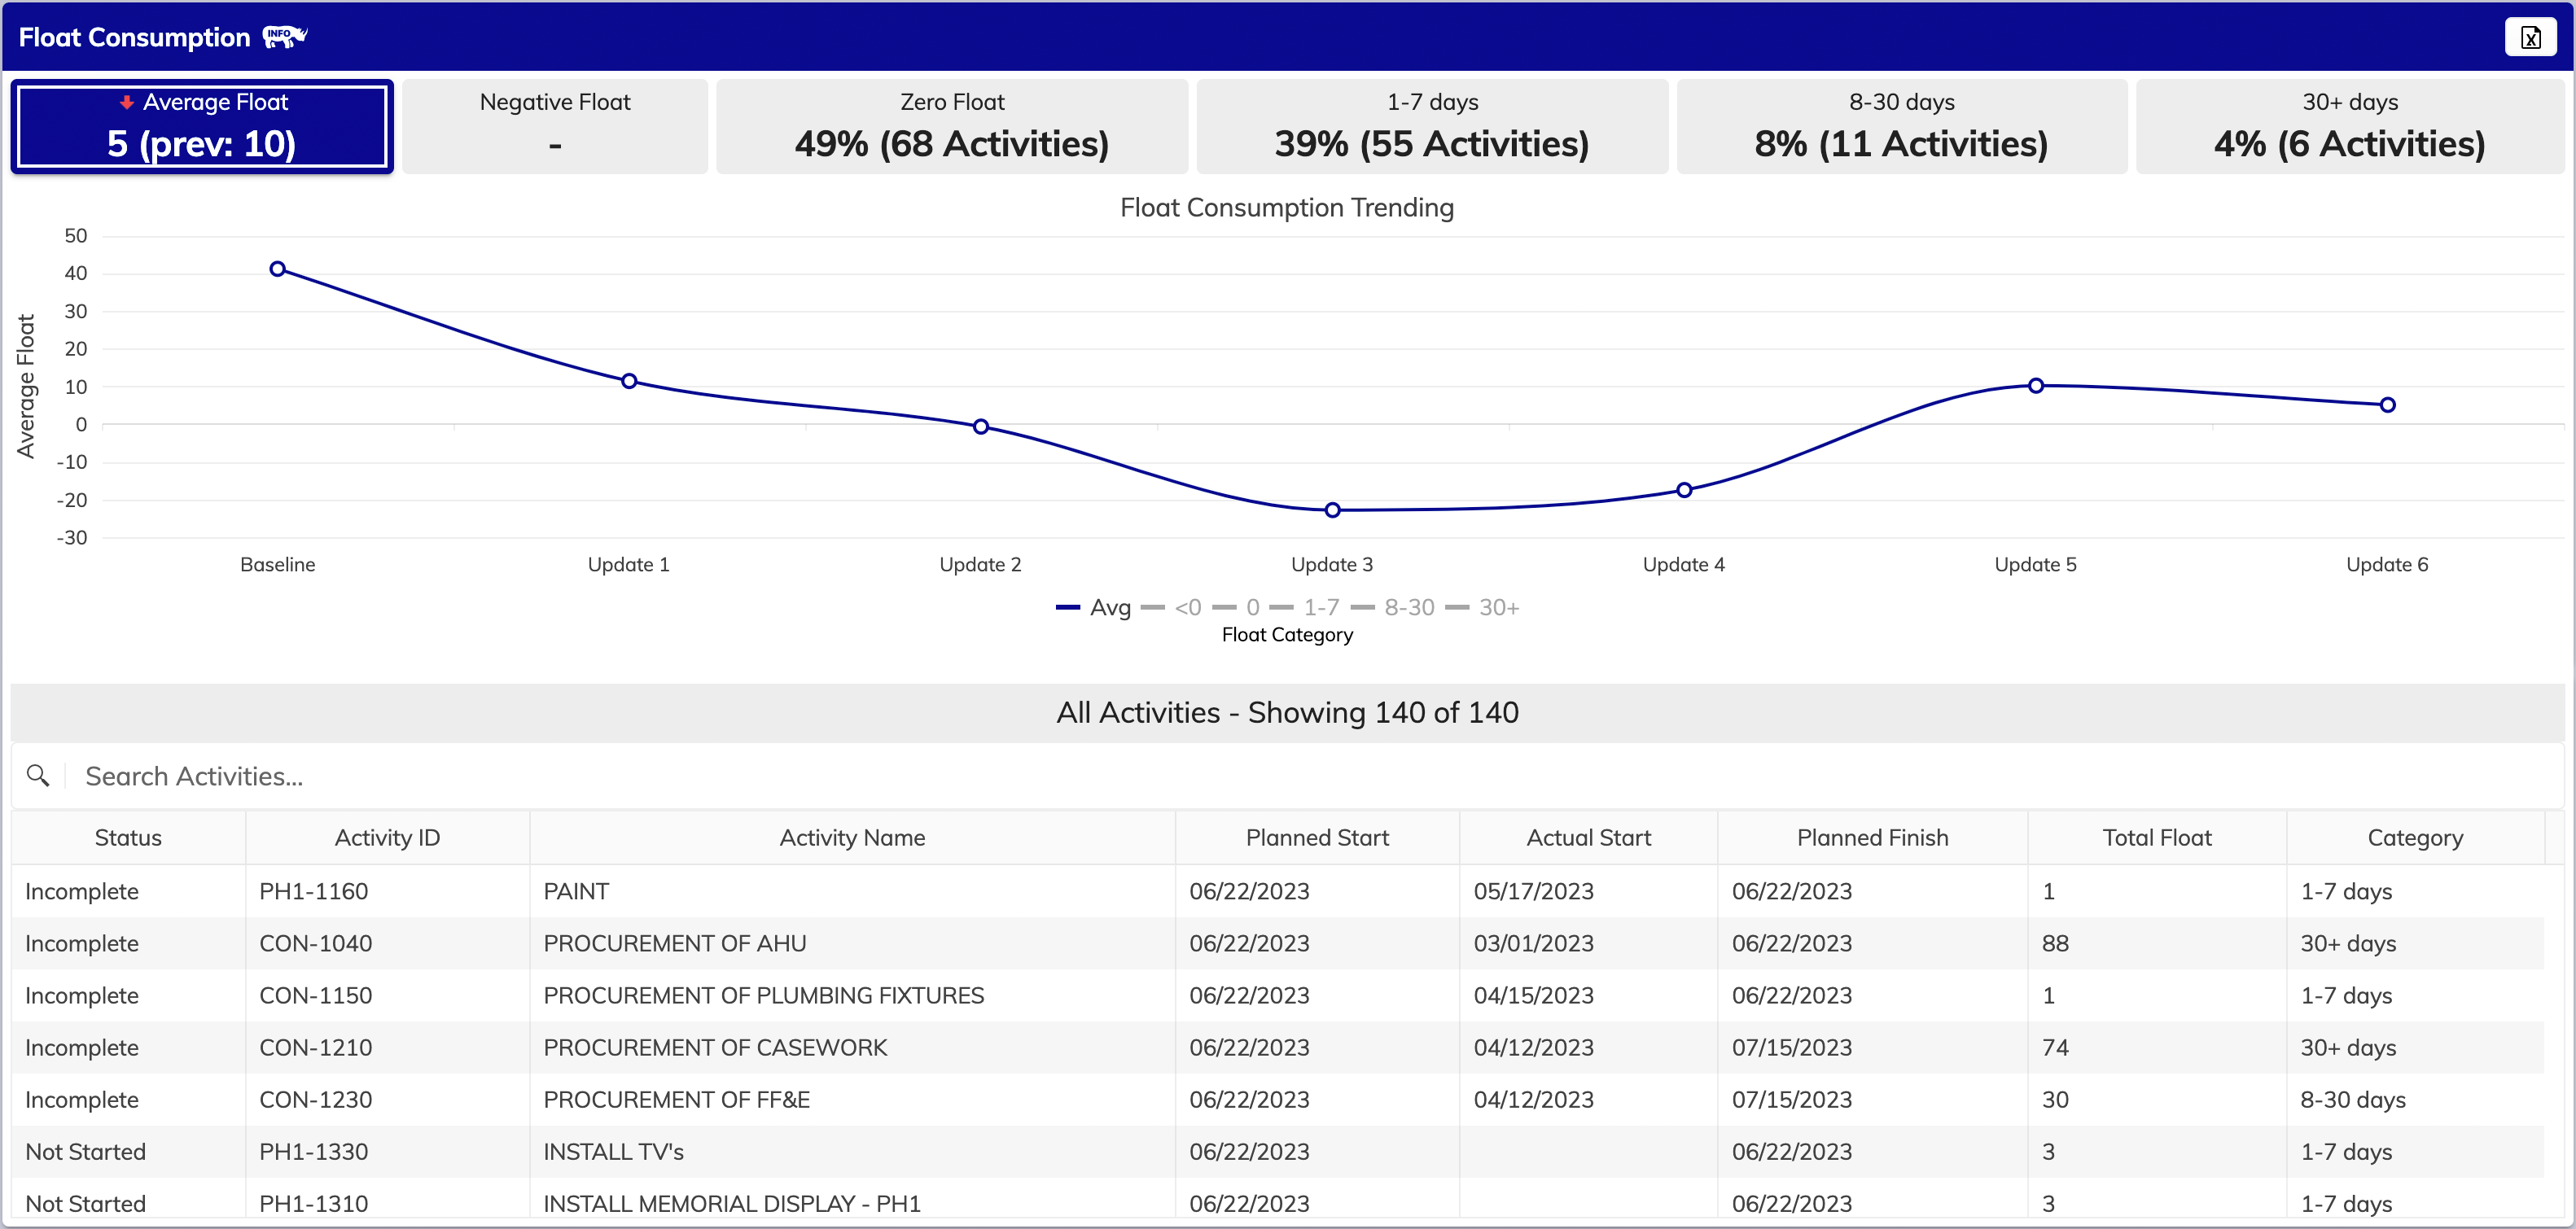 Float Consumption INFO
Average Float
5 (prev: 10)
Negative Float
-
Zero Float
49% (68 Activities)
1-7 days
39% (55 Activities)
8-30 days
8% (11 Activities)
30+ days
4% (6 Activities)
Float Consumption Trending
Average Float
50
40
30
20
10
0
-10
-20
-30
Baseline Update 1 Update 2 Update 3 Update 4 Update 5 Update 6
Avg <0 0 1-7 8-30 30+
Float Category
All Activities - Showing 140 of 140
Search Activities...
Status Activity ID Activity Name Planned Start Actual Start Planned Finish Total Float Category
Incomplete PH1-1160 PAINT 06/22/2023 05/17/2023 06/22/2023 1 1-7 days
Incomplete CON-1040 PROCUREMENT OF AHU 06/22/2023 03/01/2023 06/22/2023 88 30+ days
Incomplete CON-1150 PROCUREMENT OF PLUMBING FIXTURES 06/22/2023 04/15/2023 06/22/2023 1 1-7 days
Incomplete CON-1210 PROCUREMENT OF CASEWORK 06/22/2023 04/12/2023 07/15/2023 74 30+ days
Incomplete CON-1230 PROCUREMENT OF FF&E 06/22/2023 04/12/2023 07/15/2023 30 8-30 days
Not Started PH1-1330 INSTALL TV's 06/22/2023 06/22/2023 3 1-7 days
Not Started PH1-1310 INSTALL MEMORIAL DISPLAY - PH1 06/22/2023 06/22/2023 3 1-7 days